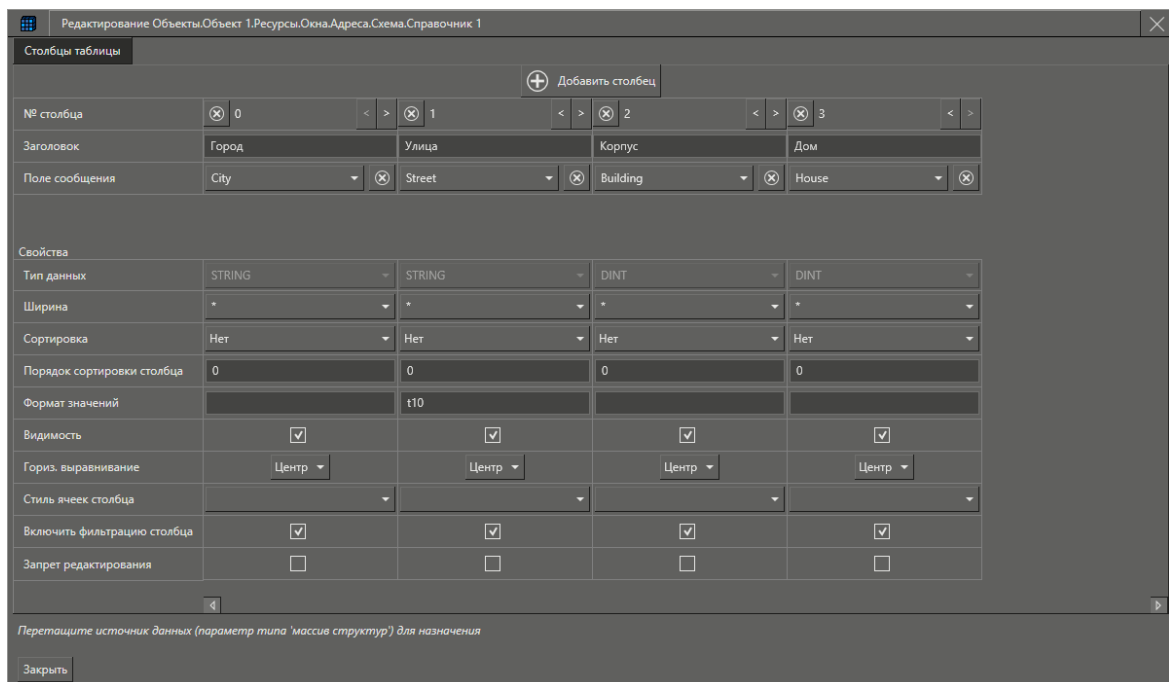 Редактирование Объекты.Объект 1.Ресурсы.Окна.Адреса.Схема.Справочник 1
Столбцы таблицы
Добавить столбец
№ столбца 0 < > 1 < > 2 < > 3 < >
Заголовок Город Улица Корпус Дом
Поле сообщения City Street Building House
Свойства
Тип данных STRING STRING DINT DINT
Ширина * * * *
Сортировка Нет Нет Нет Нет
Порядок сортировки столбца 0 0 0 0
Формат значений t10
Видимость
Гориз. выравнивание Центр Центр Центр Центр
Стиль ячеек столбца
Включить фильтрацию столбца
Запрет редактирования
Перетащите источник данных (параметр типа 'массив структур') для назначения
Закрыть